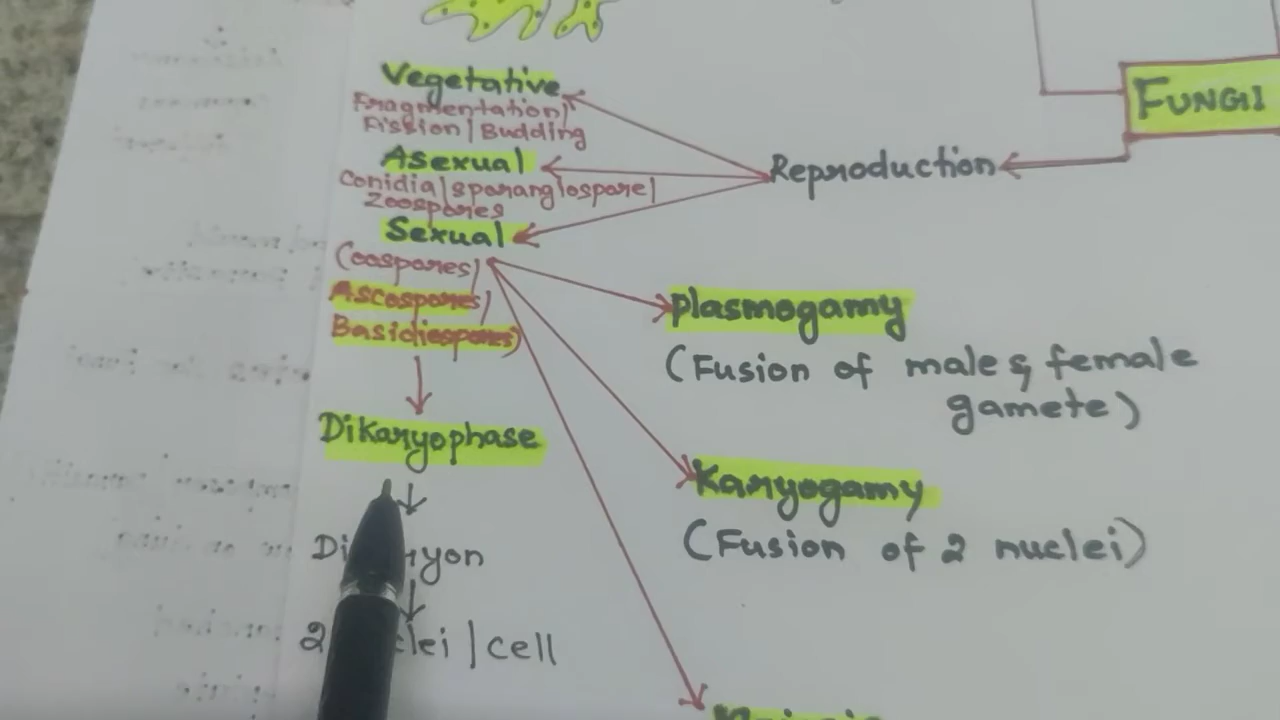 Vegetative
Fragmentation/
Fission/Budding
Asexual
Conidia/sporangiospore/
Zoospores
Sexual
(oospores/
Ascospores/
Basidiospores)
Dikaryophase
2 cell
FUNGI
Reproduction
plasmogamy
(Fusion of male & female
gamete)
Karyogamy
(Fusion of 2 nuclei)